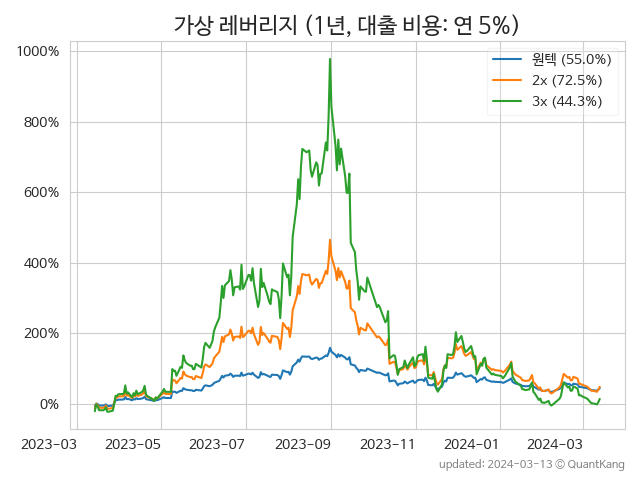 가상 레버리지 (1년, 대출 비용: 연 5%)
원텍 (55.0%)
2x (72.5%)
3x (44.3%)
1000%
800%
600%
400%
200%
0%
2023-03 2023-05 2023-07 2023-09 2023-11 2024-01 2024-03
updated: 2024-03-13 © QuantKang